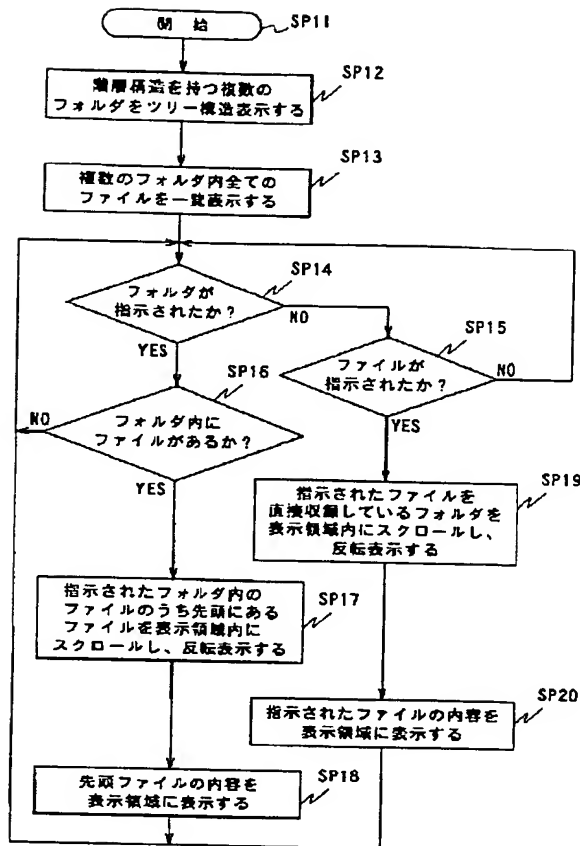 開始
SP11
階層構造を持つ複数の
フォルダをツリー構造表示する
SP12
複数のフォルダ内全ての
ファイルを一覧表示する
SP13
フォルダが
指示されたか?
SP14
NO
YES
ファイルが
指示されたか?
SP15
NO
YES
フォルダ内に
ファイルがあるか?
SP16
NO
YES
指示されたファイルを
直接収録しているフォルダを
表示領域内にスクロールし、
反転表示する
SP19
指示されたフォルダ内の
ファイルのうち先頭にある
ファイルを表示領域内に
スクロールし、反転表示する
SP17
指示されたファイルの内容を
表示領域に表示する
SP20
先頭ファイルの内容を
表示領域に表示する
SP18